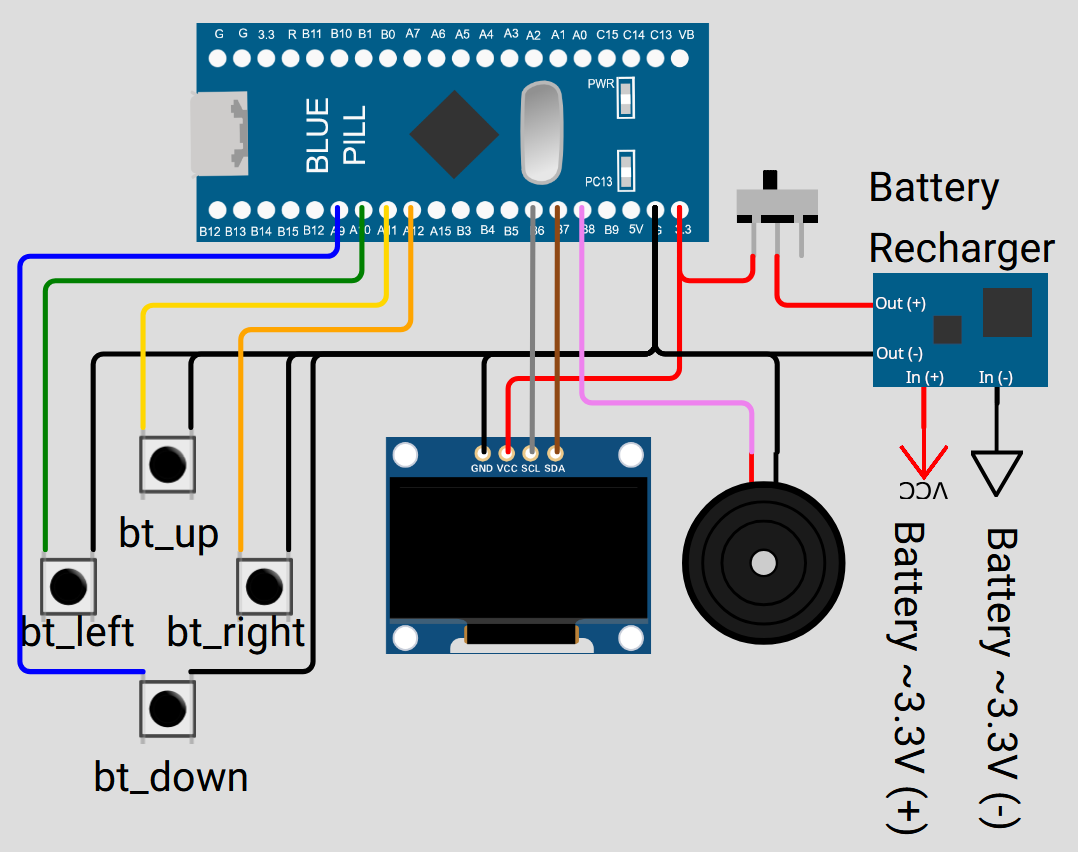 G G 3.3 R B11 B10 B1 B0 A7 A6 A5 A4 A3 A2 A1 A0 C15 C14 C13 VB
PWR
BLUE
PILL
PC13
B12 B13 B14 B15 B12 A9 A10 A11 A12 A15 B3 B4 B5 B6 B7 B8 B9 5V G 3.3
Battery
Recharger
Out (+)
Out (-)
In (+) In (-)
VCC
GND VCC SCL SDA
bt_up
bt_left bt_right
bt_down
Battery ~3.3V (+)
Battery ~3.3V (-)